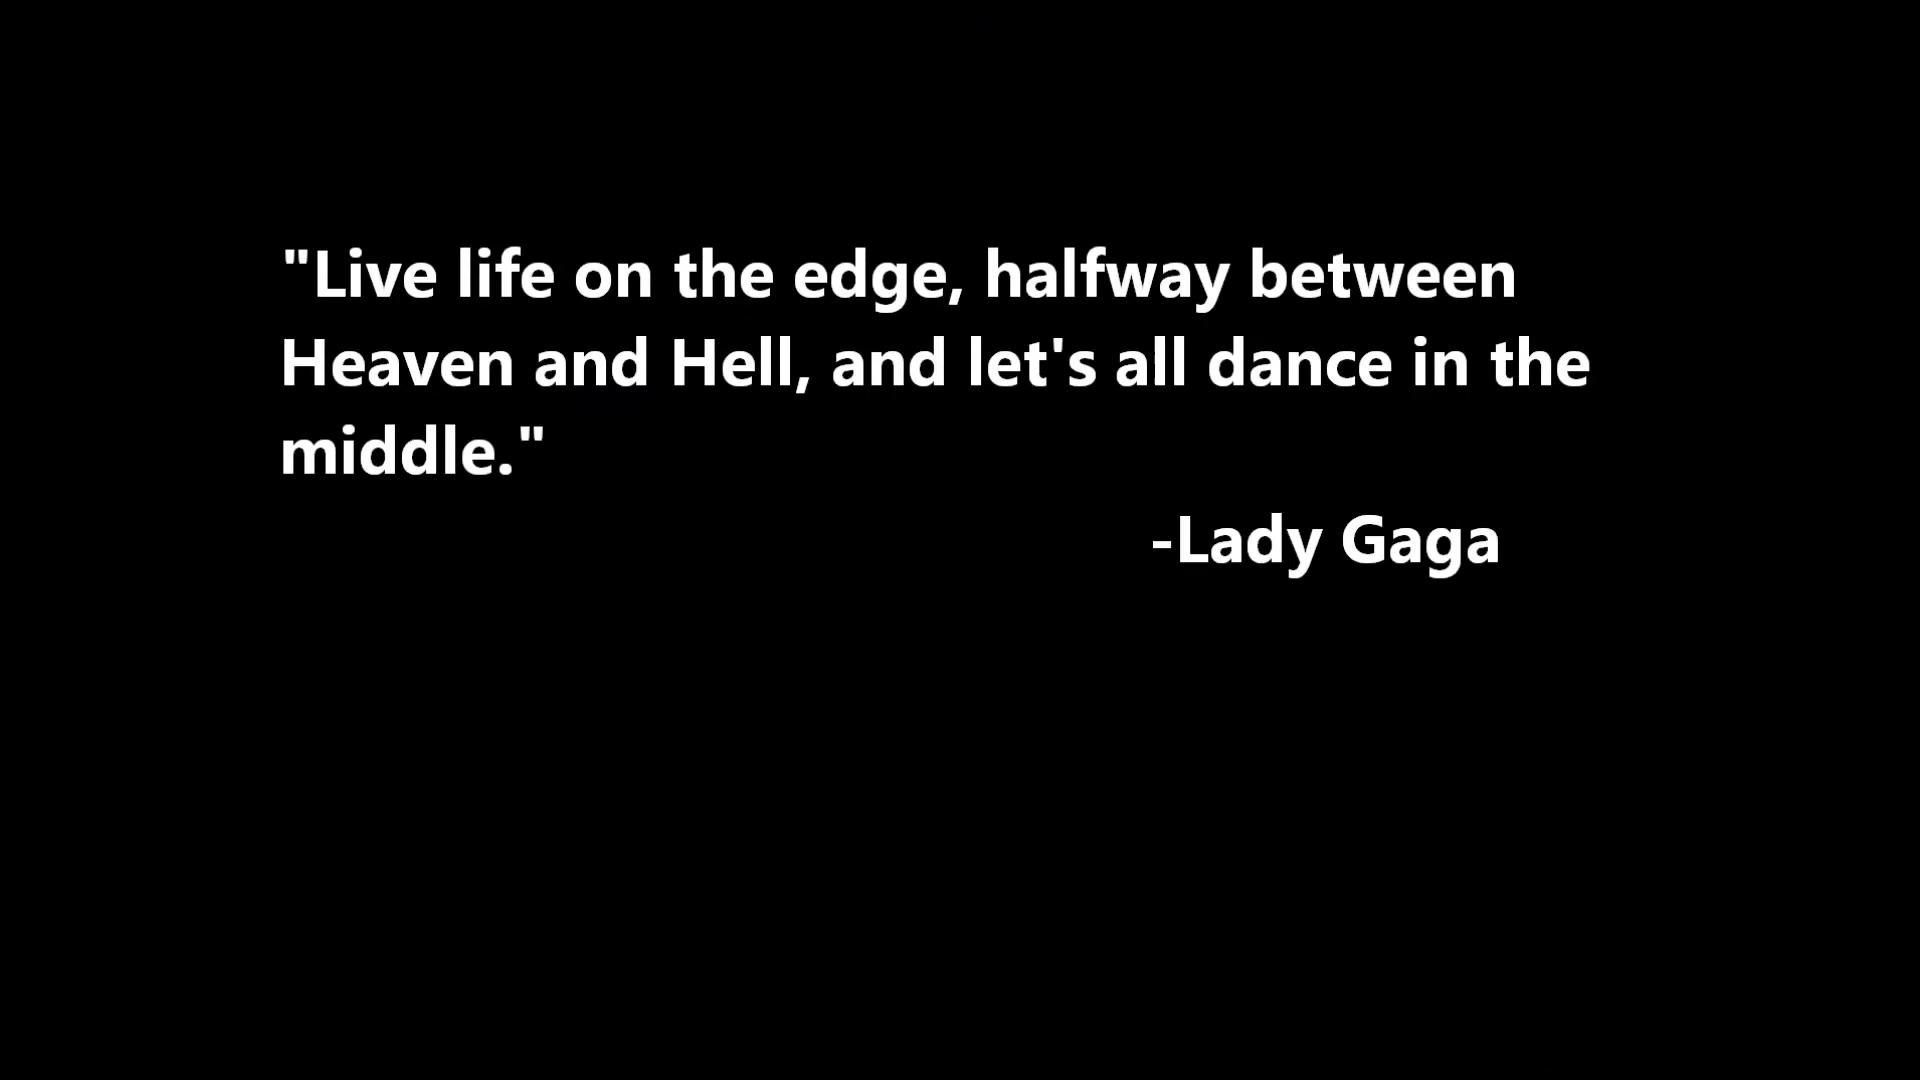 "Live life on the edge, halfway between
Heaven and Hell, and let's all dance in the
middle."
-Lady Gaga